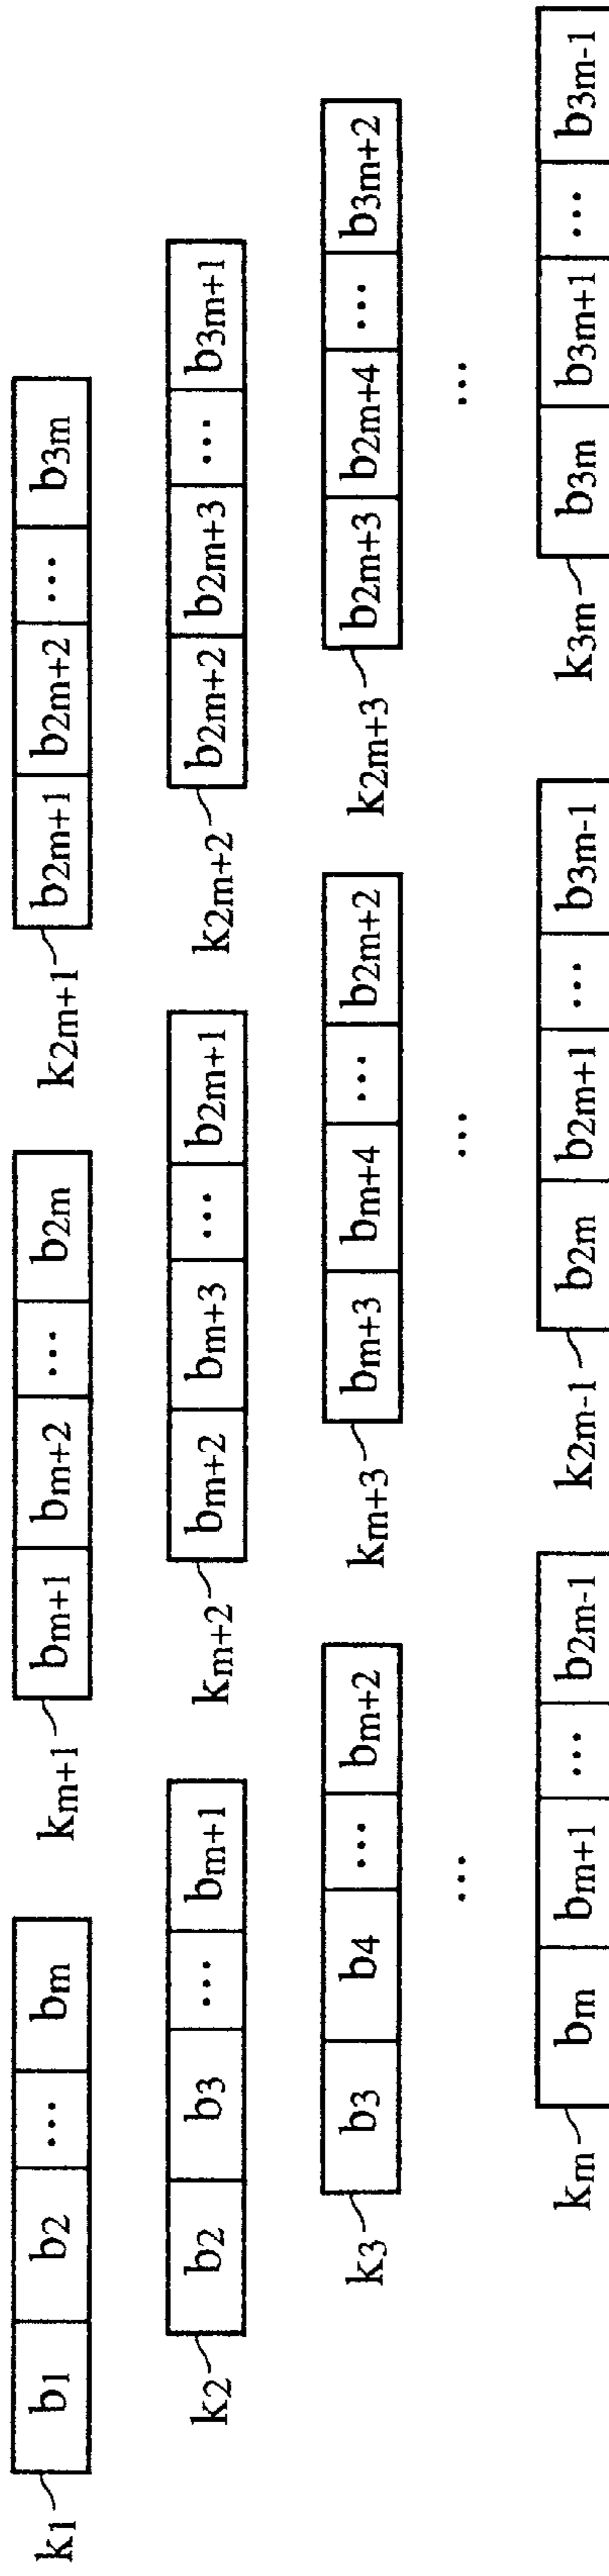 k1 b1 b2 ... bm km+1 bm+1 bm+2 ... b2m k2m+1 b2m+1 b2m+2 ... b3m
k2 b2 b3 ... bm+1 km+2 bm+2 bm+3 ... b2m+1 k2m+2 b2m+2 b2m+3 ... b3m+1
k3 b3 b4 ... bm+2 km+3 bm+3 bm+4 ... b2m+2 k2m+3 b2m+3 b2m+4 ... b3m+2
... ... ...
km bm bm+1 ... b2m-1 k2m-1 b2m b2m+1 ... b3m-1 k3m b3m b3m+1 ... b3m-1